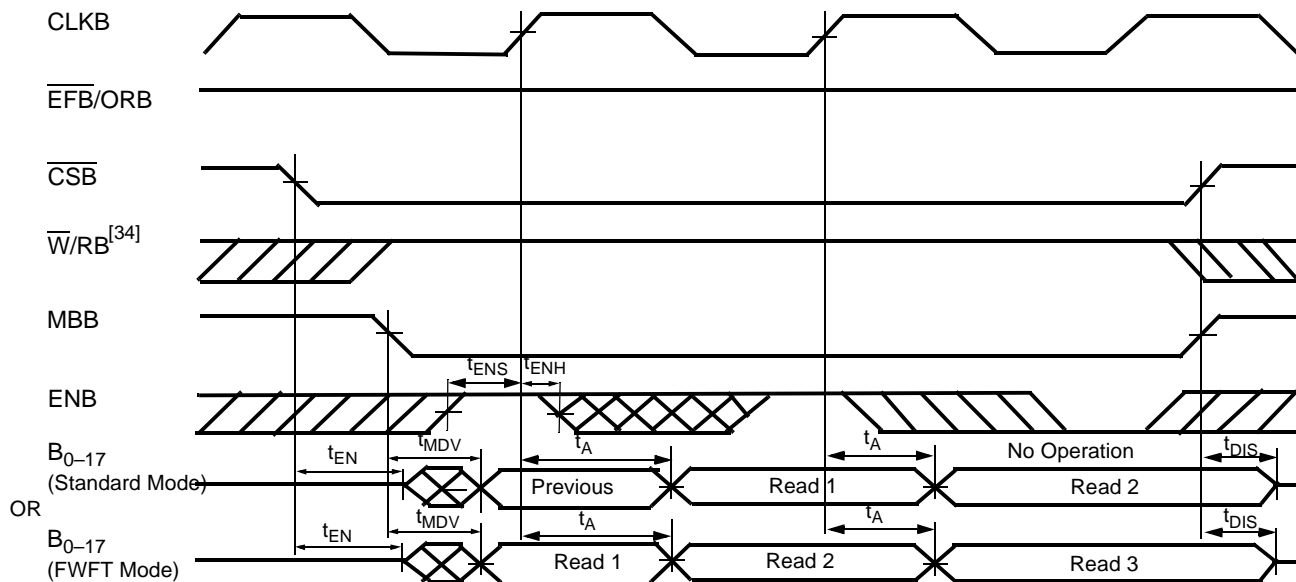 CLKB
EFB/ORB
CSB
W/RB[34]
MBB
tENS tENH
ENB
B0–17
(Standard Mode)
tEN tMDV tA tA No Operation tDIS
Previous Read 1 Read 2
OR
B0–17
(FWFT Mode)
tEN tMDV tA tA tDIS
Read 1 Read 2 Read 3